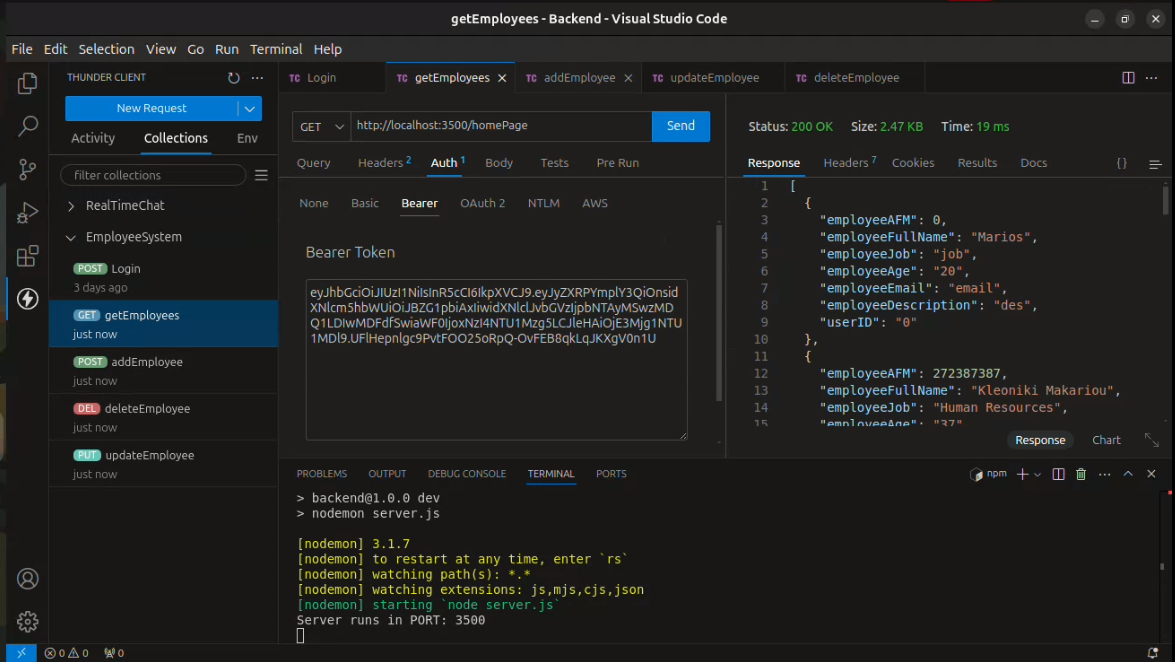 getEmployees - Backend - Visual Studio Code
File Edit Selection View Go Run Terminal Help
THUNDER CLIENT
New Request
Activity Collections Env
filter collections
RealTimeChat
EmployeeSystem
POST Login
3 days ago
GET getEmployees
just now
POST addEmployee
just now
DEL deleteEmployee
just now
PUT updateEmployee
just now
TC Login TC getEmployees TC addEmployee TC updateEmployee TC deleteEmployee
GET http://localhost:3500/homePage Send
Query Headers 2 Auth 1 Body Tests Pre Run
None Basic Bearer OAuth 2 NTLM AWS
Bearer Token
Status: 200 OK Size: 2.47 KB Time: 19 ms
Response Headers 7 Cookies Results Docs { }
1 [
2 {
3 "employeeAFM": 0,
4 "employeeFullName": "Marios",
5 "employeeJob": "job",
6 "employeeAge": "20",
7 "employeeEmail": "email",
8 "employeeDescription": "des",
9 "userID": "0"
10 },
11 {
12 "employeeAFM": 272387387,
13 "employeeFullName": "Kleoniki Makariou",
14 "employeeJob": "Human Resources",
15 "employeeAge": "37"
Response Chart
PROBLEMS OUTPUT DEBUG CONSOLE TERMINAL PORTS
npm
> backend@1.0.0 dev
> nodemon server.js
[nodemon] 3.1.7
[nodemon] to restart at any time, enter `rs`
[nodemon] watching path(s): *.*
[nodemon] watching extensions: js,mjs,cjs,json
[nodemon] starting `node server.js`
Server runs in PORT: 3500
0 0 0